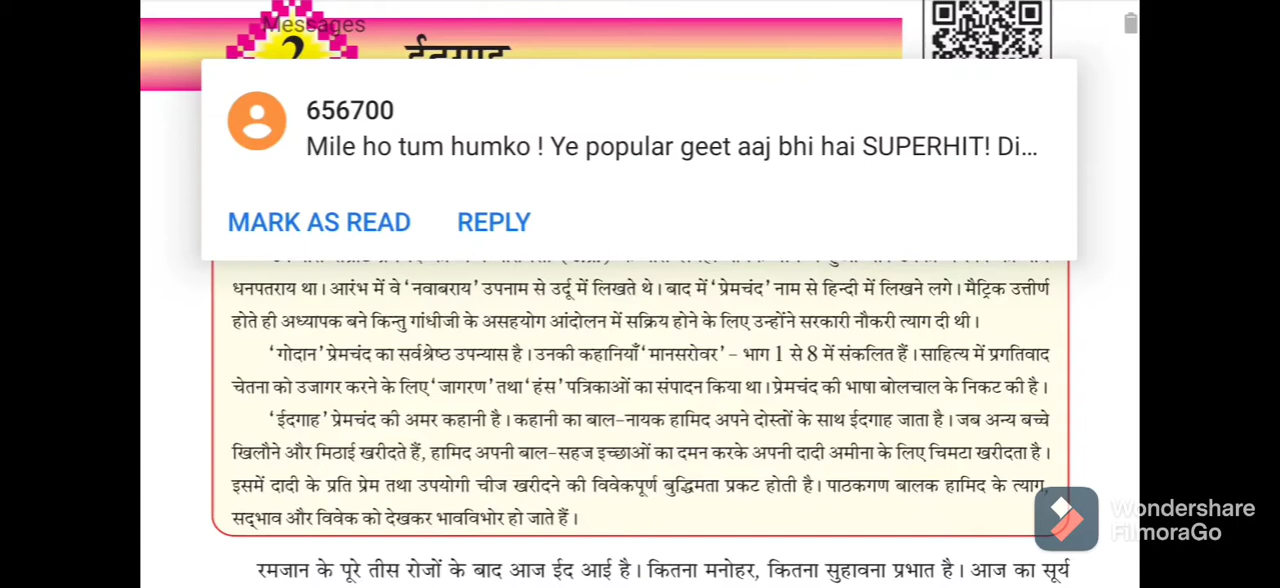 Messages
2 ईदगाह
656700
Mile ho tum humko ! Ye popular geet aaj bhi hai SUPERHIT! Di...
MARK AS READ REPLY
धनपतराय था। आरंभ में वे 'नवाबराय' उपनाम से उर्दू में लिखते थे। बाद में 'प्रेमचंद' नाम से हिन्दी में लिखने लगे। मैट्रिक उत्तीर्ण
होते ही अध्यापक बने किन्तु गांधीजी के असहयोग आंदोलन में सक्रिय होने के लिए उन्होंने सरकारी नौकरी त्याग दी थी।
'गोदान' प्रेमचंद का सर्वश्रेष्ठ उपन्यास है। उनकी कहानियाँ 'मानसरोवर' - भाग 1 से 8 में संकलित हैं। साहित्य में प्रगतिवाद
चेतना को उजागर करने के लिए 'जागरण' तथा 'हंस' पत्रिकाओं का संपादन किया था। प्रेमचंद की भाषा बोलचाल के निकट की है।
'ईदगाह' प्रेमचंद की अमर कहानी है। कहानी का बाल-नायक हामिद अपने दोस्तों के साथ ईदगाह जाता है। जब अन्य बच्चे
खिलौने और मिठाई खरीदते हैं, हामिद अपनी बाल-सहज इच्छाओं का दमन करके अपनी दादी अमीना के लिए चिमटा खरीदता है।
इसमें दादी के प्रति प्रेम तथा उपयोगी चीज खरीदने की विवेकपूर्ण बुद्धिमता प्रकट होती है। पाठकगण बालक हामिद के त्याग,
सद्भाव और विवेक को देखकर भावविभोर हो जाते हैं।
Wondershare
FilmoraGo
रमजान के पूरे तीस रोजों के बाद आज ईद आई है। कितना मनोहर, कितना सुहावना प्रभात है। आज का सूर्य